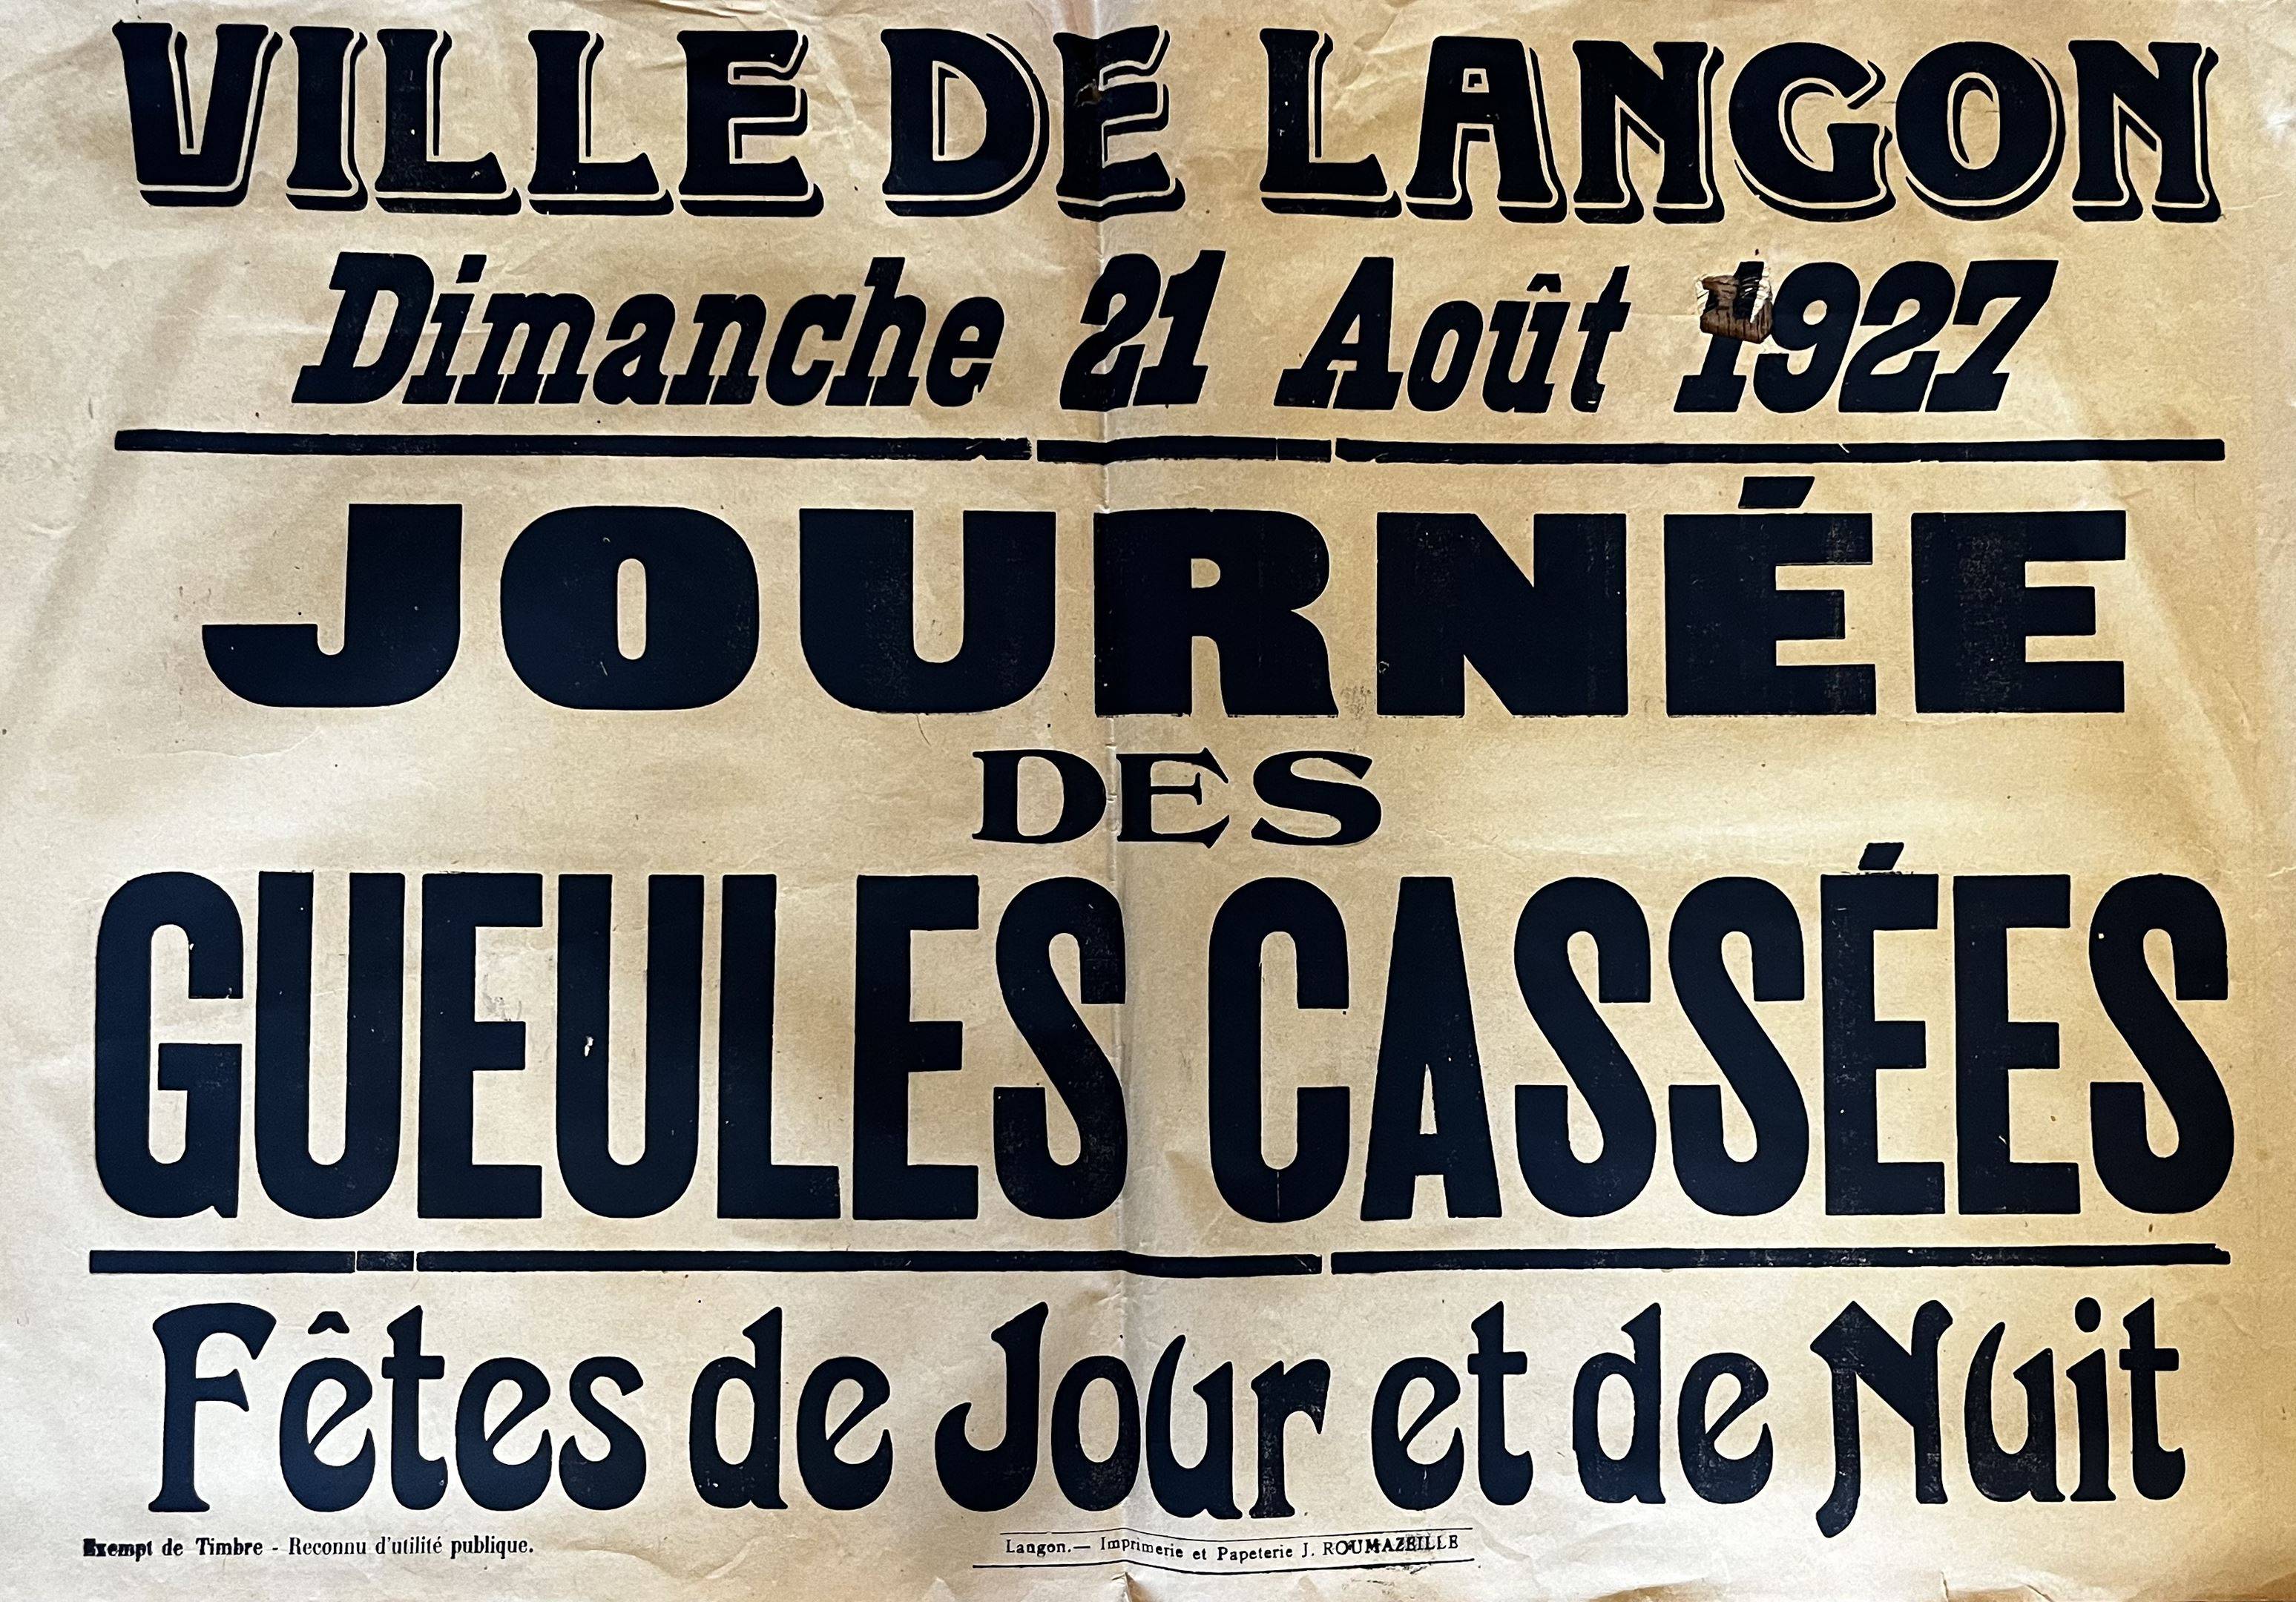 VILLE DE LANGON
Dimanche 21 Août 1927
JOURNÉE
DES
GUEULES CASSÉES
Fêtes de Jour et de Nuit
Exempt de Timbre - Reconnu d'utilité publique.
Langon.— Imprimerie et Papeterie J. ROUMAZEILLE